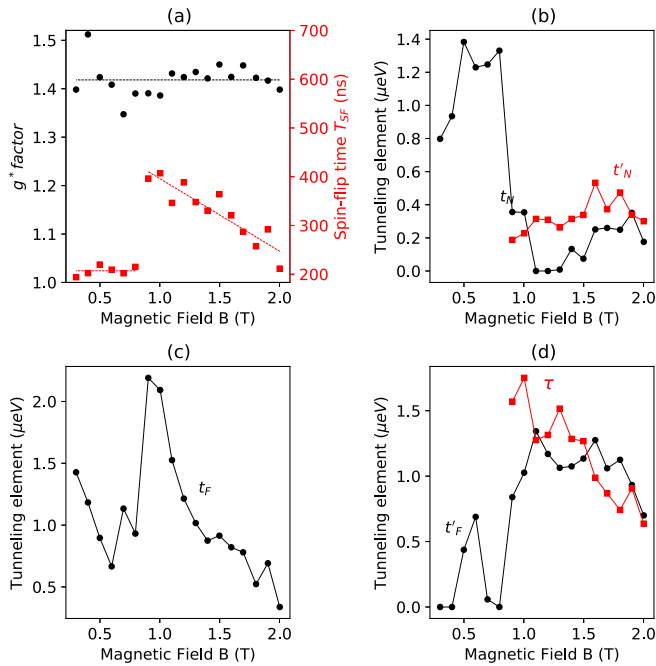 (a)
1.5
1.4
1.3
1.2
1.1
1.0
g* factor
700
600
500
400
300
200
Spin-flip time T_SF (ns)
0.5 1.0 1.5 2.0
Magnetic Field B (T)
(b)
1.4
1.2
1.0
0.8
0.6
0.4
0.2
0.0
Tunneling element (μeV)
t_N
t'_N
0.5 1.0 1.5 2.0
Magnetic Field B (T)
(c)
2.0
1.5
1.0
0.5
Tunneling element (μeV)
t_F
0.5 1.0 1.5 2.0
Magnetic Field B (T)
(d)
1.5
1.0
0.5
0.0
Tunneling element (μeV)
τ
t'_F
0.5 1.0 1.5 2.0
Magnetic Field B (T)